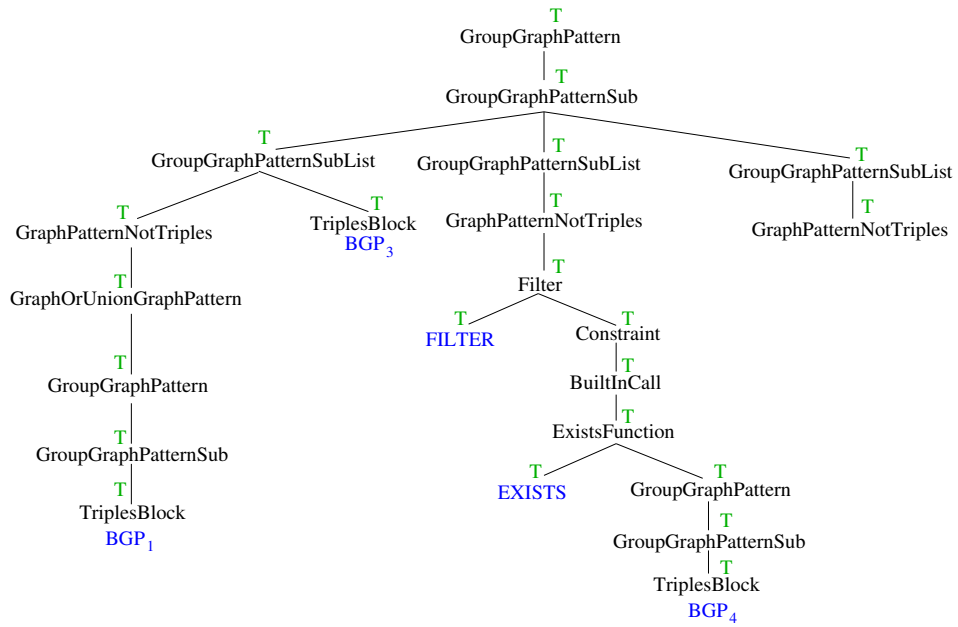 T
GroupGraphPattern
T
GroupGraphPatternSub
T
GroupGraphPatternSubList
T
GroupGraphPatternSubList
T
GroupGraphPatternSubList
T
GraphPatternNotTriples
T
TriplesBlock
BGP3
T
GraphPatternNotTriples
T
GraphPatternNotTriples
T
GraphOrUnionGraphPattern
T
Filter
T
FILTER
T
Constraint
T
GroupGraphPattern
T
BuiltInCall
T
ExistsFunction
T
GroupGraphPatternSub
T
EXISTS
T
GroupGraphPattern
T
TriplesBlock
BGP1
T
GroupGraphPatternSub
T
TriplesBlock
BGP4